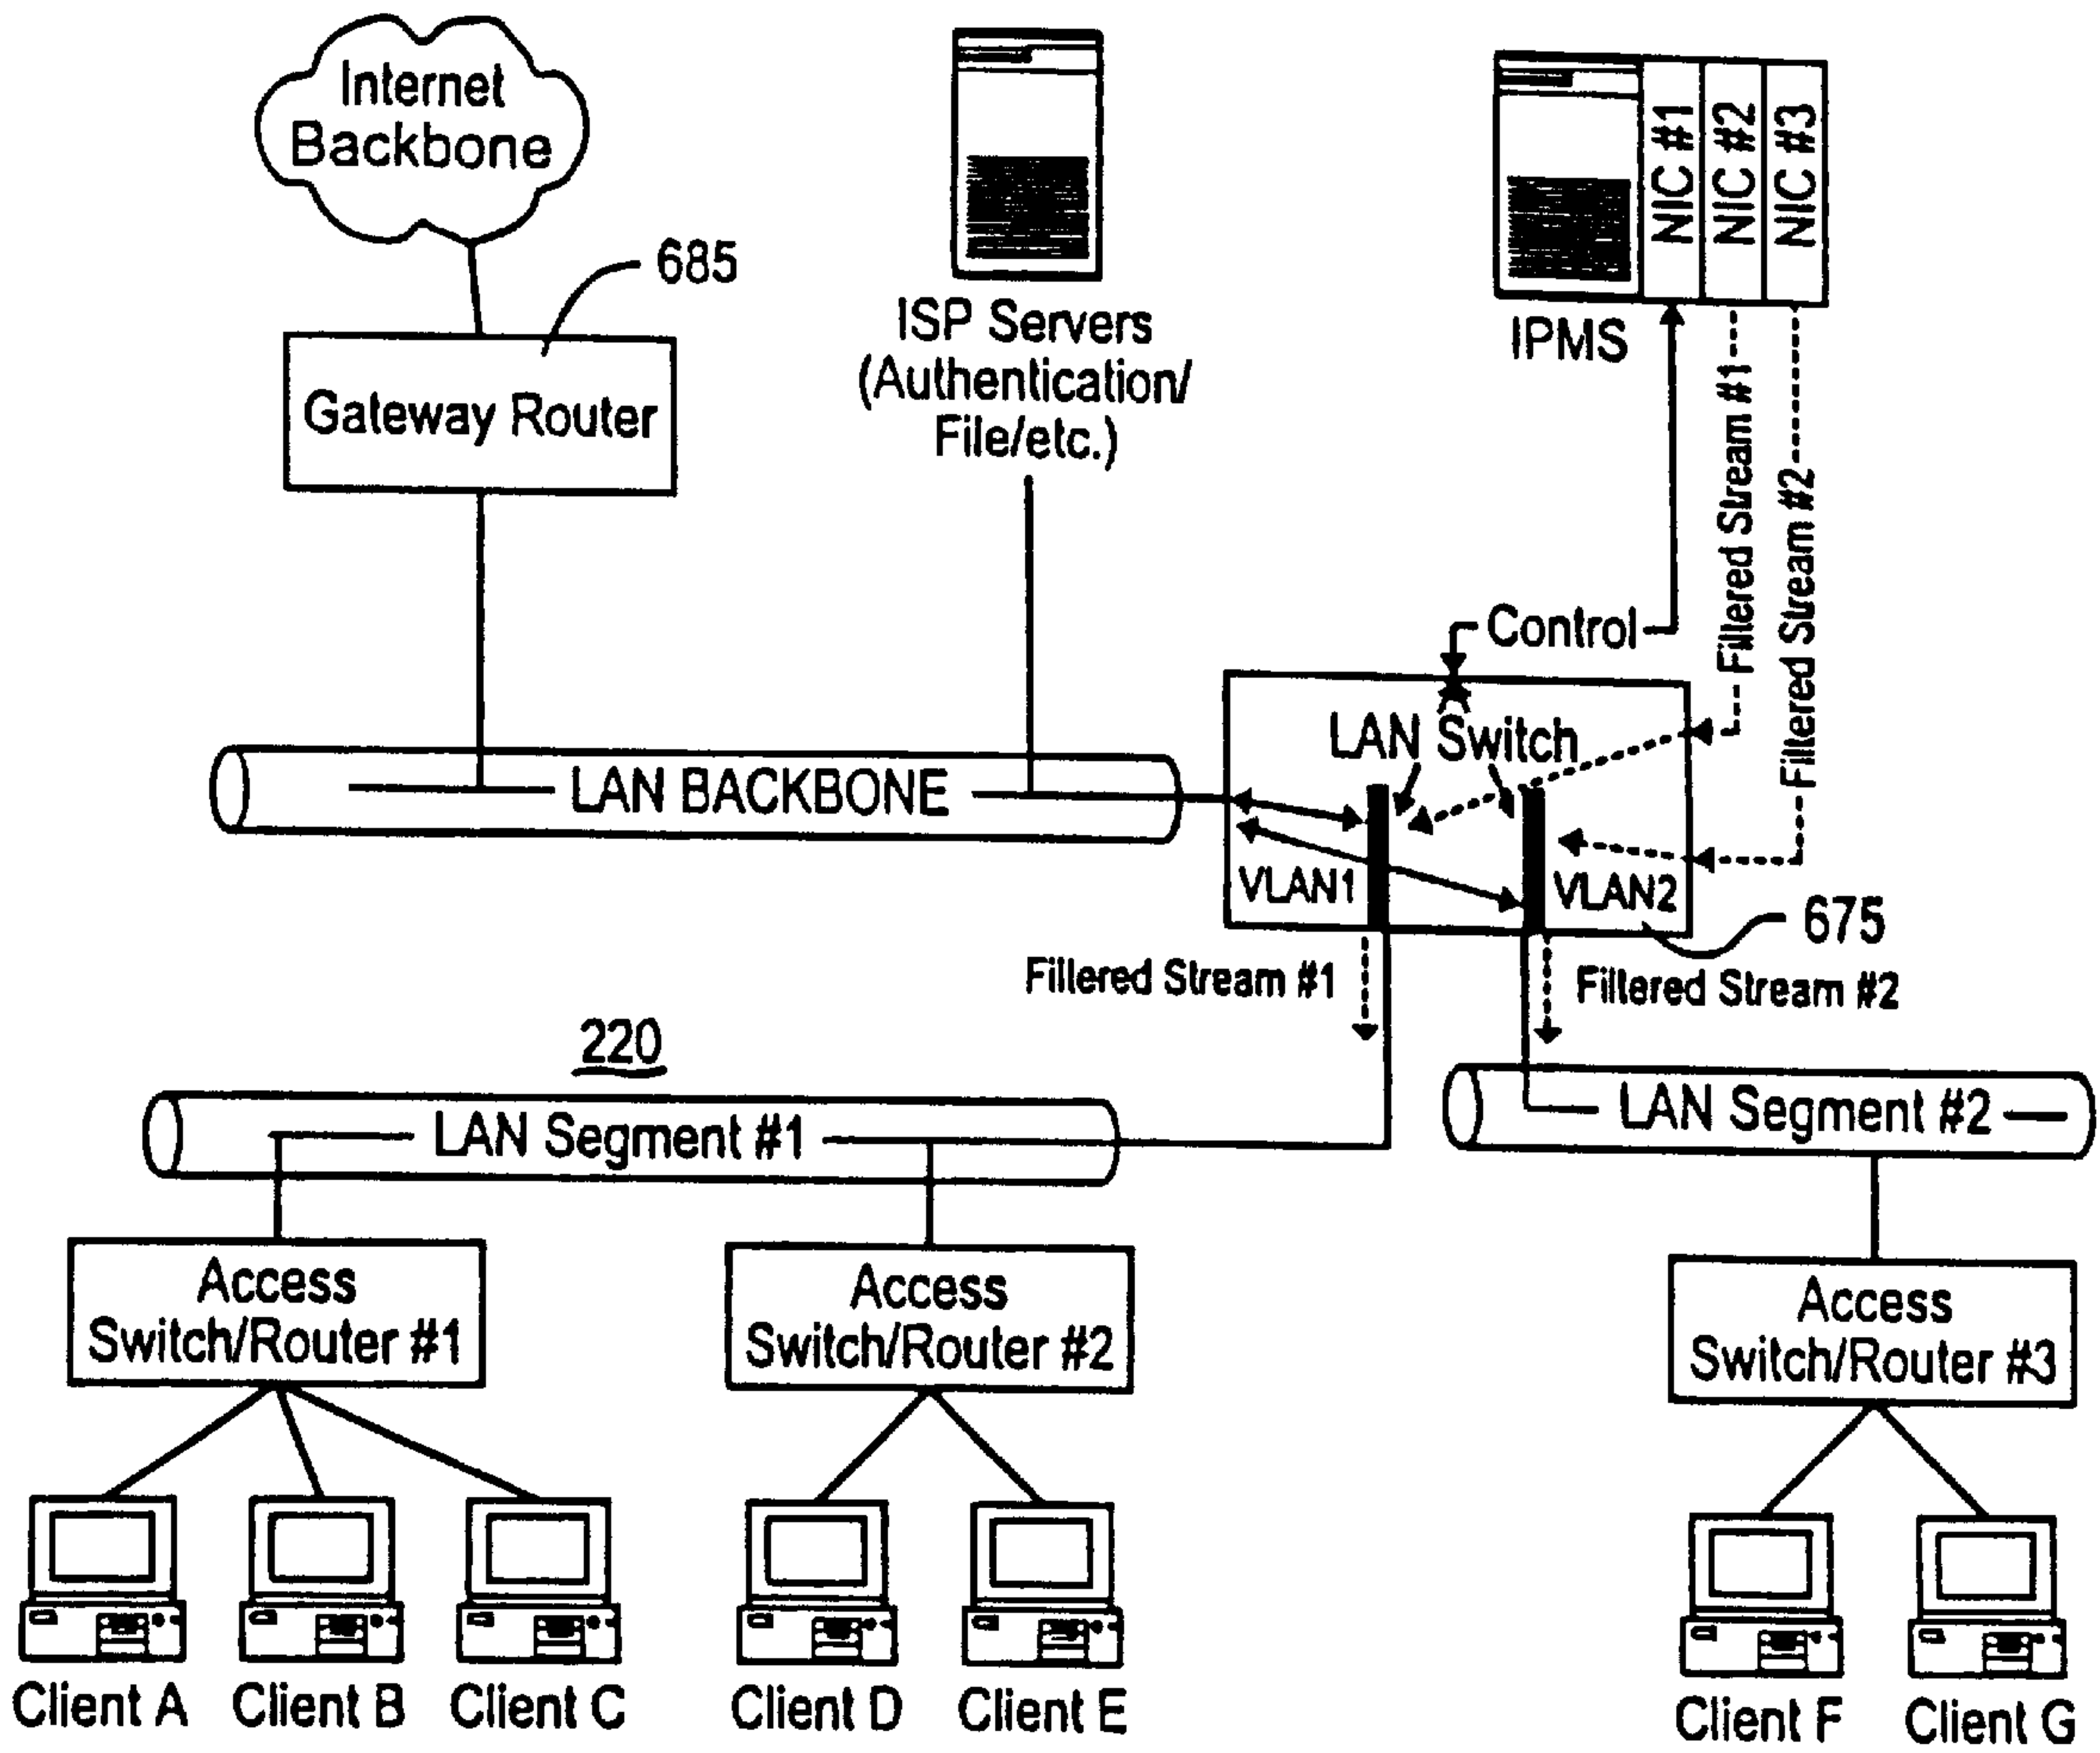 Internet
Backbone
685
Gateway Router
ISP Servers
(Authentication/
File/etc.)
IPMS
NIC #1
NIC #2
NIC #3
Filtered Stream #1
Filtered Stream #2
Control
LAN Switch
LAN BACKBONE
VLAN1
VLAN2
675
Filtered Stream #1
Filtered Stream #2
220
LAN Segment #1
LAN Segment #2
Access
Switch/Router #1
Access
Switch/Router #2
Access
Switch/Router #3
Client A
Client B
Client C
Client D
Client E
Client F
Client G